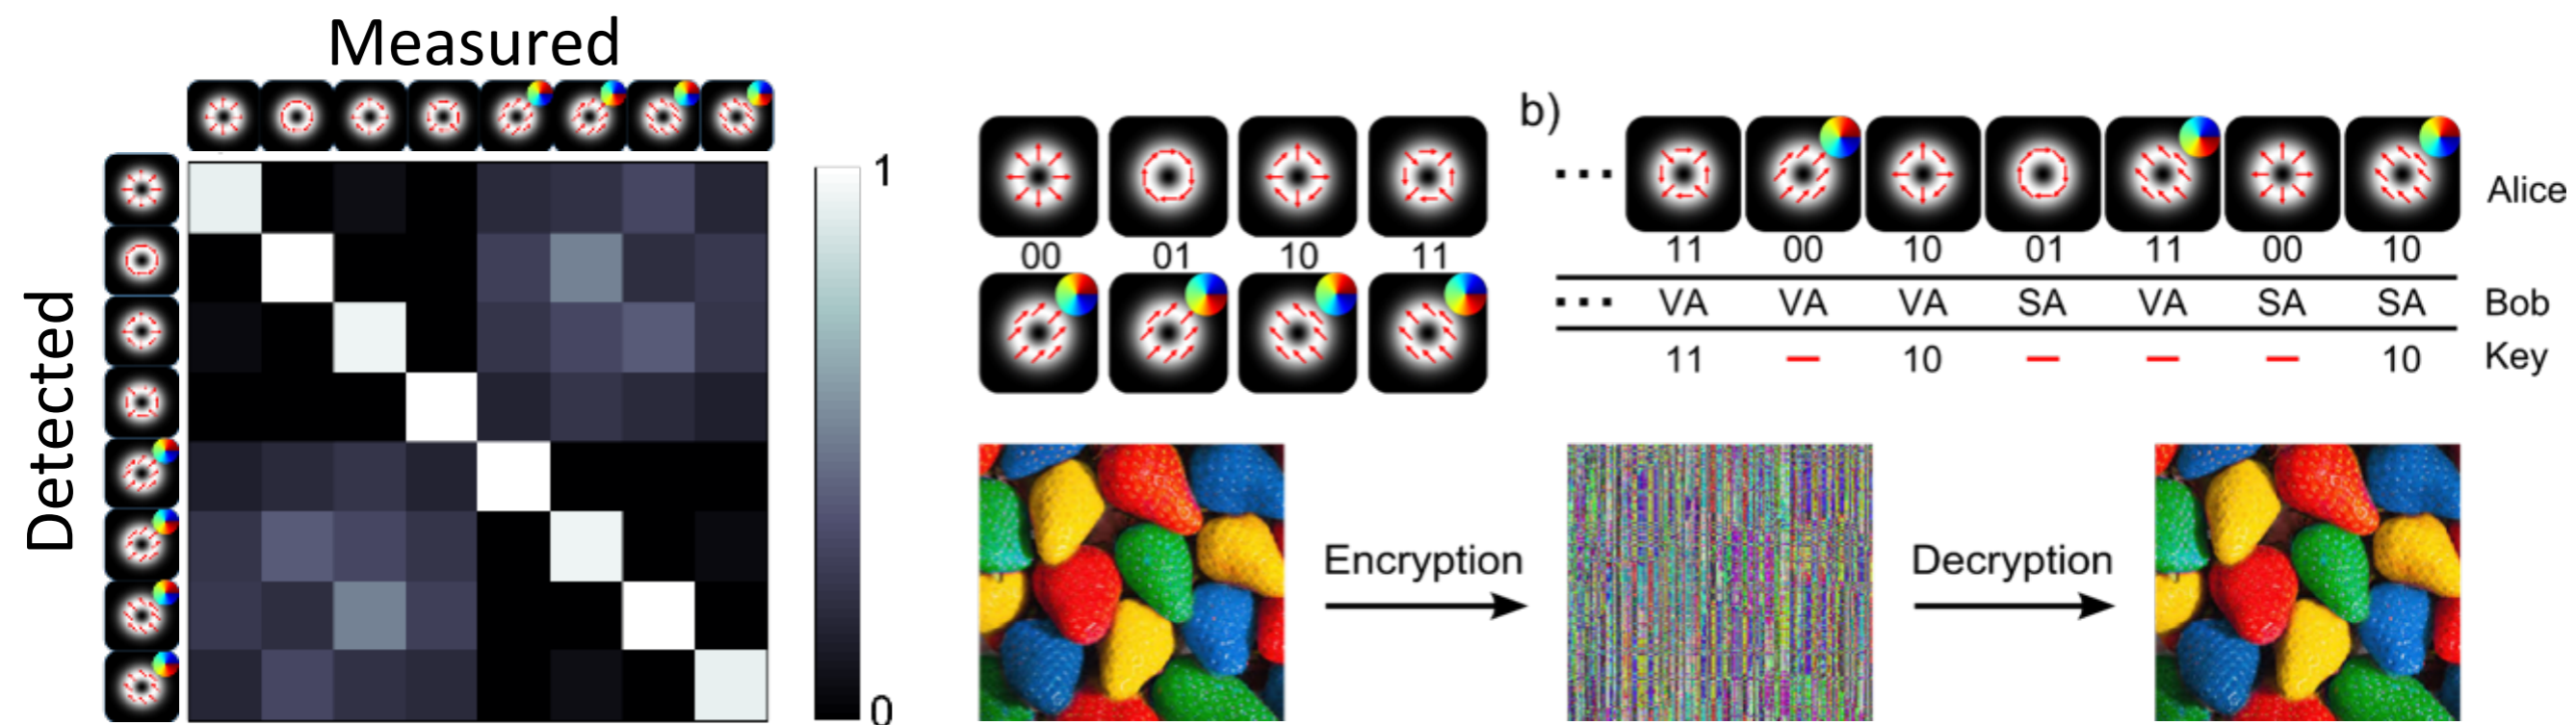 Measured
Detected
1
0
00 01 10 11
b)
... 11 00 10 01 11 00 10 Alice
... VA VA VA SA VA SA SA Bob
11 – 10 – – – 10 Key
Encryption
Decryption